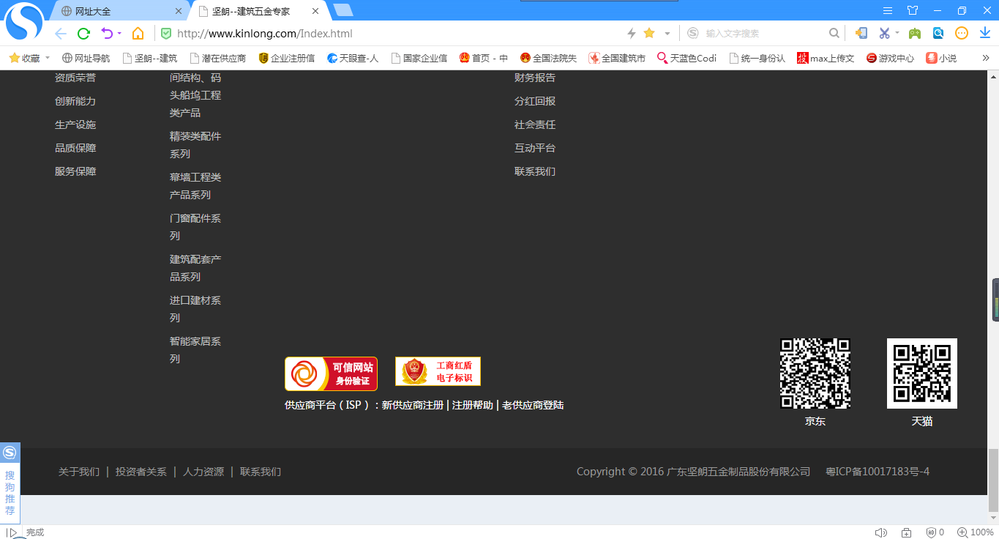 网址大全
坚朗--建筑五金专家
http://www.kinlong.com/Index.html
输入文字搜索
收藏
网址导航
坚朗--建筑
潜在供应商
企业注册信
天眼查-人
国家企业信
首页 - 中
全国法院失
全国建筑市
天蓝色Codi
统一身份认
投
max上传文
游戏中心
小说
»
资质荣誉
创新能力
生产设施
品质保障
服务保障
间结构、码
头船坞工程
类产品
精装类配件
系列
幕墙工程类
产品系列
门窗配件系
列
建筑配套产
品系列
进口建材系
列
智能家居系
列
财务报告
分红回报
社会责任
互动平台
联系我们
可信网站
身份验证
工商红盾
电子标识
供应商平台 ( ISP ) : 新供应商注册 | 注册帮助 | 老供应商登陆
京东
天猫
搜
狗
推
荐
关于我们 | 投资者关系 | 人力资源 | 联系我们
Copyright © 2016 广东坚朗五金制品股份有限公司 粤ICP备10017183号-4
完成
0
100%